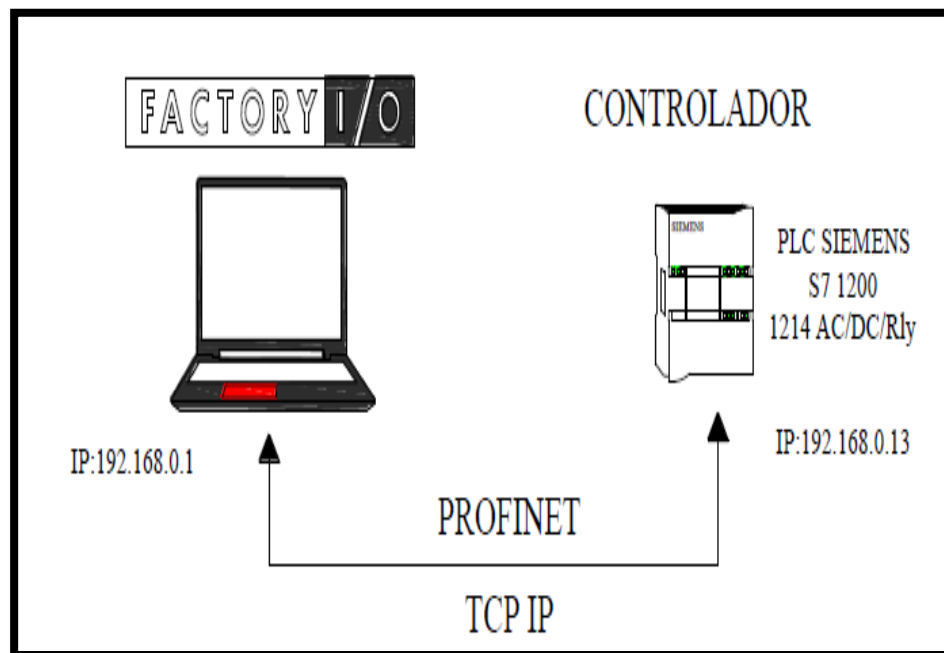 FACTORY I/O
CONTROLADOR
SIEMENS
PLC SIEMENS
S7 1200
1214 AC/DC/Rly
IP:192.168.0.1
IP:192.168.0.13
PROFINET
TCP IP